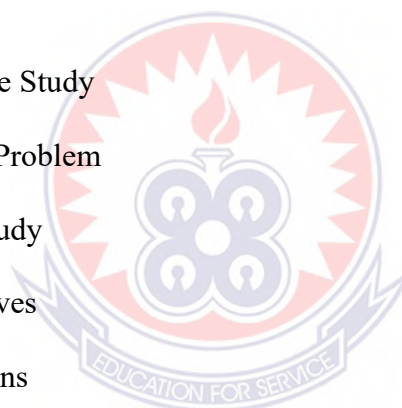 e Study
Problem
udy
ves
ns
EDUCATION FOR SERVICE